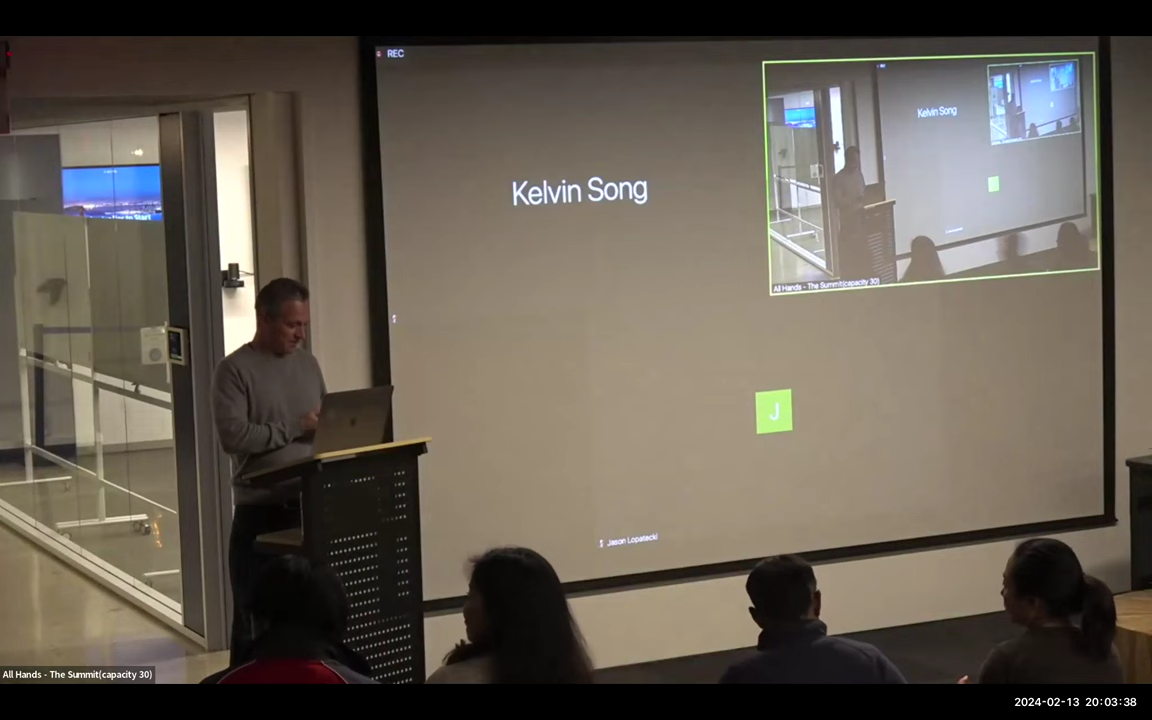 REC
Kelvin Song
Kelvin Song
All Hands - The Summit(capacity 30)
J
Jason Lopatecki
All Hands - The Summit(capacity 30)
2024-02-13 20:03:38